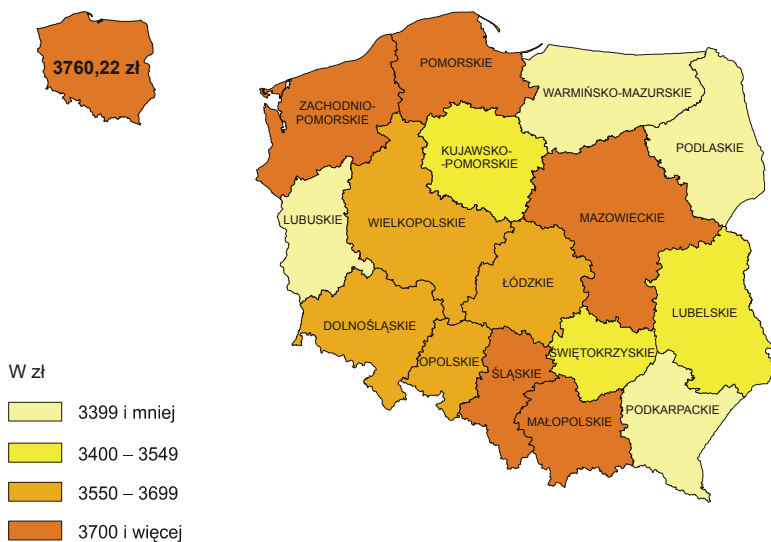 3760,22 zł
POMORSKIE
ZACHODNIO-
POMORSKIE
WARMIŃSKO-MAZURSKIE
KUJAWSKO-
-POMORSKIE
PODLASKIE
LUBUSKIE
WIELKOPOLSKIE
MAZOWIECKIE
ŁÓDZKIE
LUBELSKIE
DOLNOŚLĄSKIE
OPOLSKIE
ŚLĄSKIE
ŚWIĘTOKRZYSKIE
MAŁOPOLSKIE
PODKARPACKIE
W zł
3399 i mniej
3400 – 3549
3550 – 3699
3700 i więcej